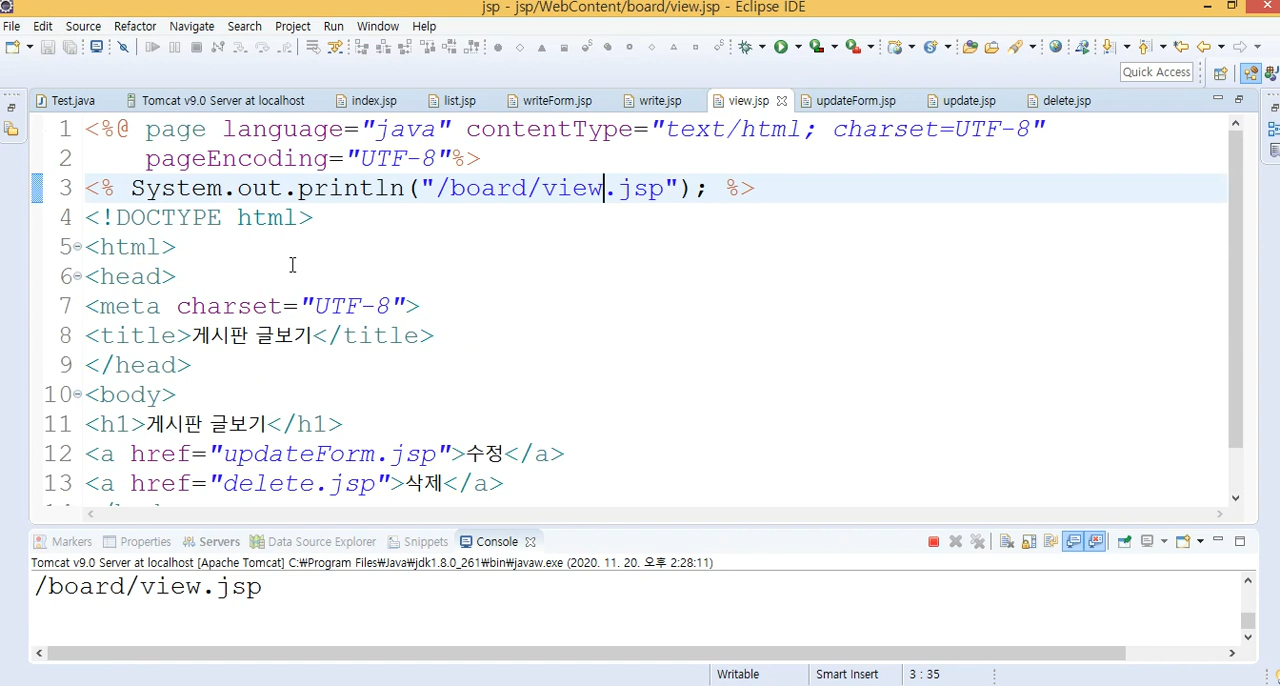 jsp - jsp/WebContent/board/view.jsp - Eclipse IDE
File Edit Source Refactor Navigate Search Project Run Window Help
Quick Access
Test.java Tomcat v9.0 Server at localhost index.jsp list.jsp writeForm.jsp write.jsp view.jsp updateForm.jsp update.jsp delete.jsp
1 <%@ page language="java" contentType="text/html; charset=UTF-8"
2 pageEncoding="UTF-8"%>
3 <% System.out.println("/board/view.jsp"); %>
4 <!DOCTYPE html>
5 <html>
6 <head>
7 <meta charset="UTF-8">
8 <title>게시판 글보기</title>
9 </head>
10 <body>
11 <h1>게시판 글보기</h1>
12 <a href="updateForm.jsp">수정</a>
13 <a href="delete.jsp">삭제</a>
Markers Properties Servers Data Source Explorer Snippets Console
Tomcat v9.0 Server at localhost [Apache Tomcat] C:₩Program Files₩Java₩jdk1.8.0_261₩bin₩javaw.exe (2020. 11. 20. 오후 2:28:11)
/board/view.jsp
Writable Smart Insert 3 : 35